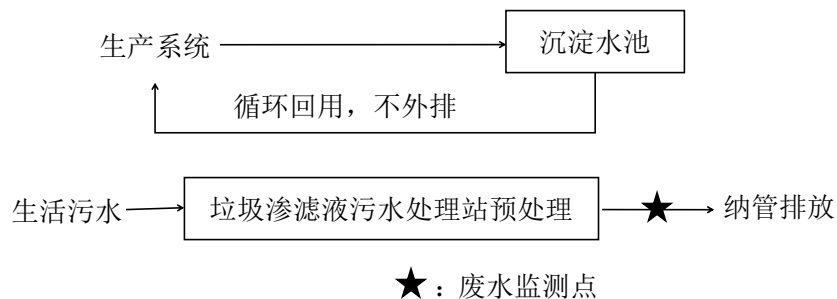 生产系统
沉淀水池
循环回用，不外排
生活污水
垃圾渗滤液污水处理站预处理
纳管排放
★：废水监测点